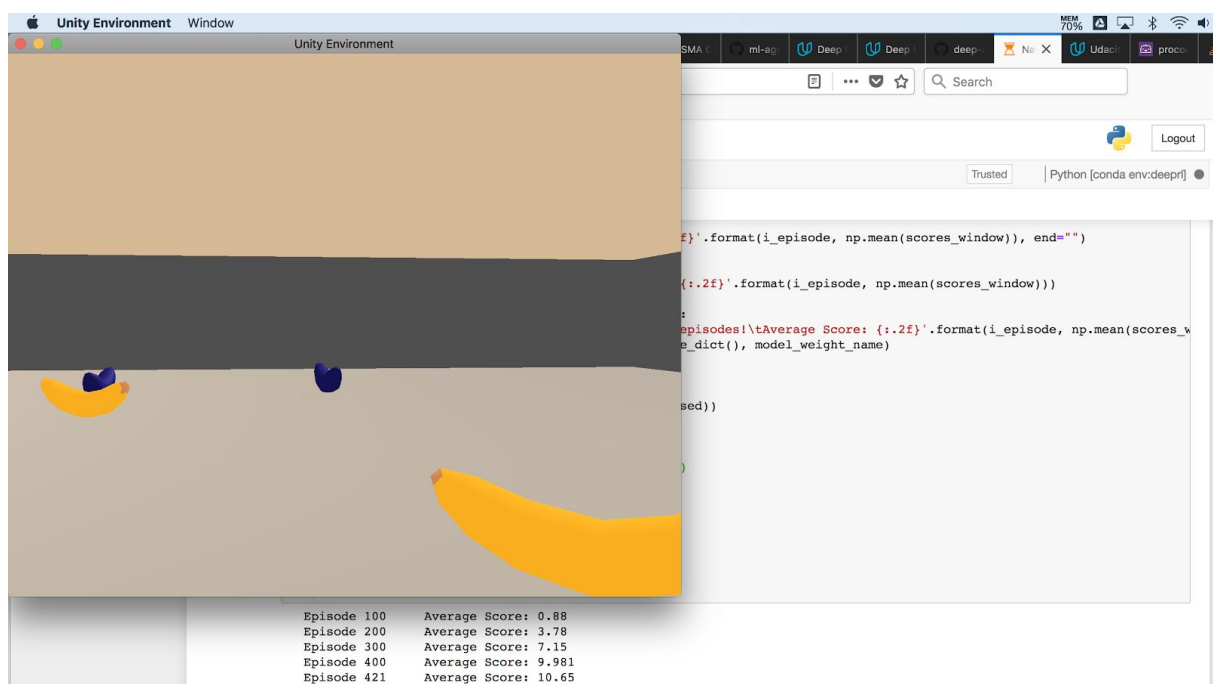 Unity Environment Window
MEM
70%
Unity Environment
SMA C ml-ag Deep Deep deep- Na Udaci proco
Search
Logout
Trusted
Python [conda env:deeprl]
f}'.format(i_episode, np.mean(scores_window)), end="")
{:.2f}'.format(i_episode, np.mean(scores_window)))
:
episodes!\tAverage Score: {:.2f}'.format(i_episode, np.mean(scores_w
e_dict(), model_weight_name)
sed))
)
Episode 100 Average Score: 0.88
Episode 200 Average Score: 3.78
Episode 300 Average Score: 7.15
Episode 400 Average Score: 9.981
Episode 421 Average Score: 10.65